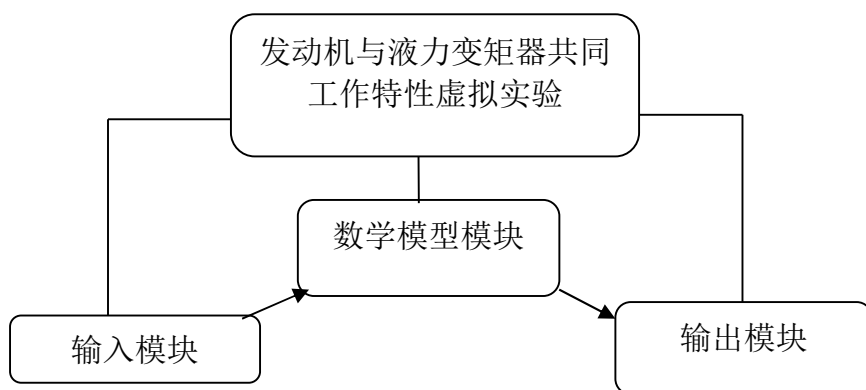 发动机与液力变矩器共同
工作特性虚拟实验
数学模型模块
输入模块
输出模块